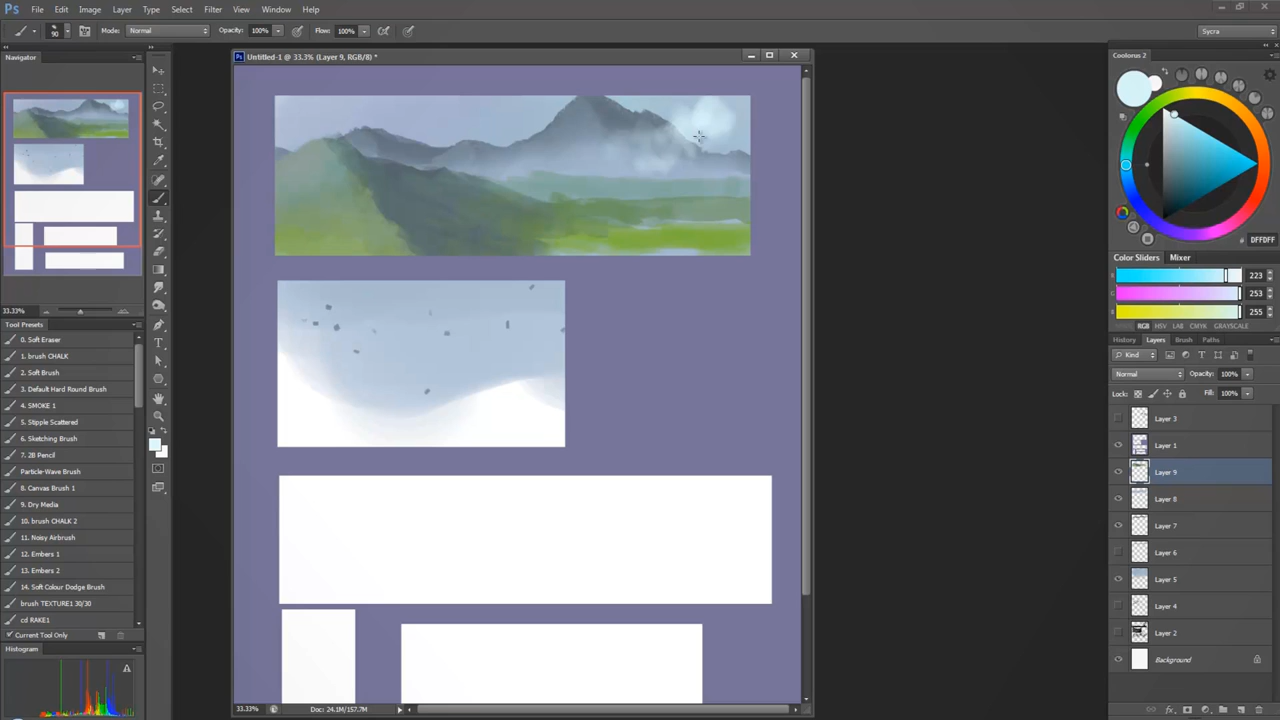 Ps File Edit Image Layer Type Select Filter View Window Help
90 Mode: Normal Opacity: 100% Flow: 100% Sycra
Navigator
Untitled-1 @ 33.3% (Layer 9, RGB/8) *
Coolorus 2
# DFFDFF
Color Sliders Mixer
223
253
255
RGB HSV LAB CMYK GRAYSCALE
33.33%
Tool Presets
0. Soft Eraser
1. brush CHALK
2. Soft Brush
3. Default Hard Round Brush
4. SMOKE 1
5. Stipple Scattered
6. Sketching Brush
7. 2B Pencil
Particle-Wave Brush
8. Canvas Brush 1
9. Dry Media
10. brush CHALK 2
11. Noisy Airbrush
12. Embers 1
13. Embers 2
14. Soft Colour Dodge Brush
brush TEXTURE1 30/30
cd RAKE1
Current Tool Only
Histogram
History Layers Brush Paths
Kind
Normal Opacity: 100%
Lock: Fill: 100%
Layer 3
Layer 1
Layer 9
Layer 8
Layer 7
Layer 6
Layer 5
Layer 4
Layer 2
Background
33.33% Doc: 24.1M/157.7M
fx